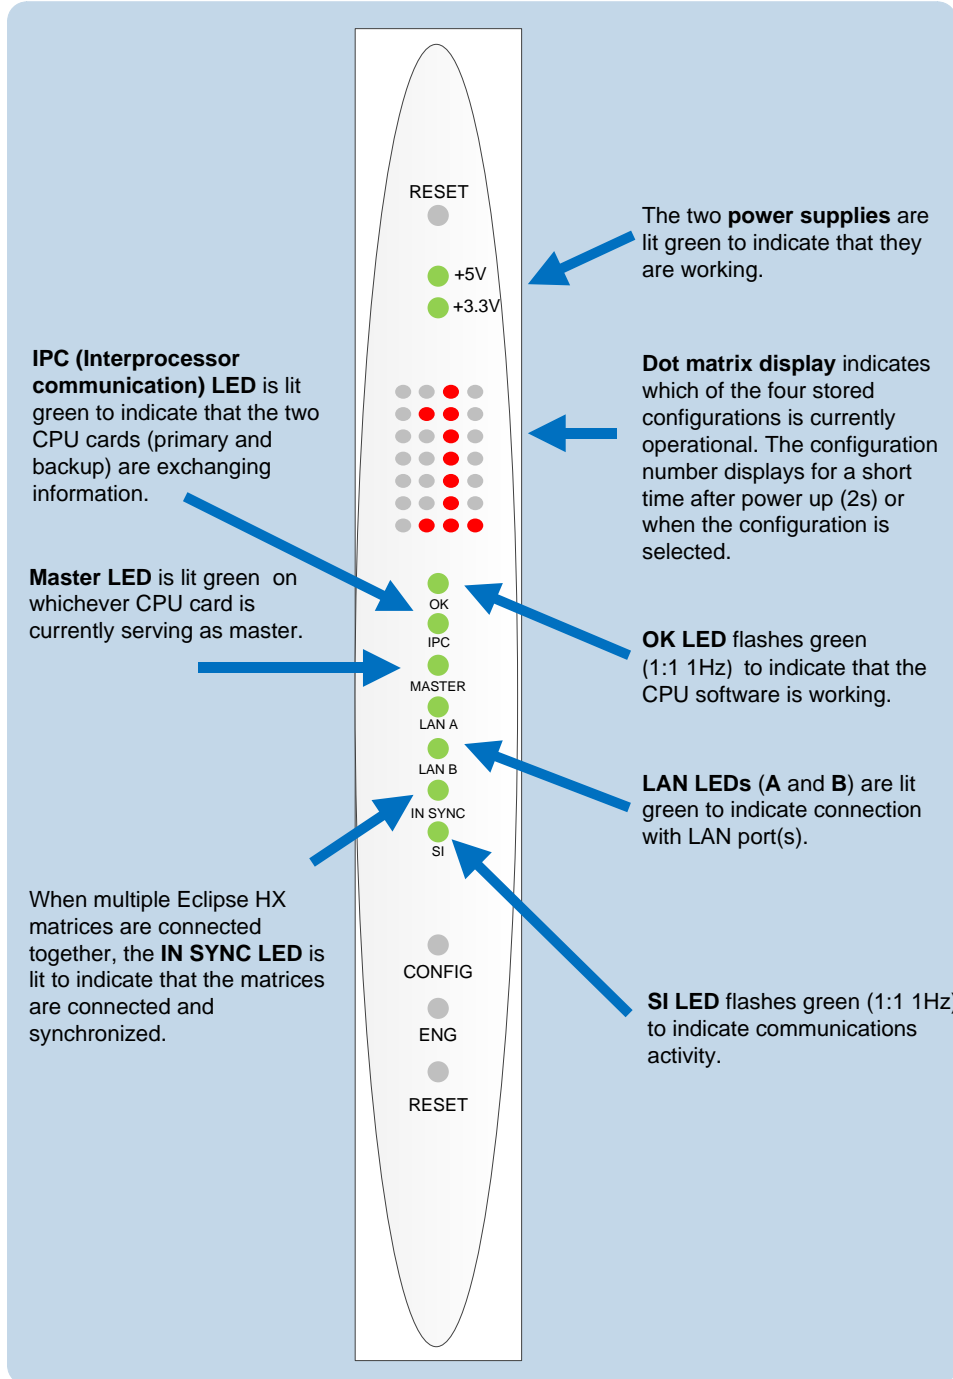 RESET
+5V
+3.3V
The two power supplies are
lit green to indicate that they
are working.
IPC (Interprocessor
communication) LED is lit
green to indicate that the two
CPU cards (primary and
backup) are exchanging
information.
Dot matrix display indicates
which of the four stored
configurations is currently
operational. The configuration
number displays for a short
time after power up (2s) or
when the configuration is
selected.
Master LED is lit green on
whichever CPU card is
currently serving as master.
OK
IPC
MASTER
LAN A
LAN B
IN SYNC
SI
OK LED flashes green
(1:1 1Hz) to indicate that the
CPU software is working.
LAN LEDs (A and B) are lit
green to indicate connection
with LAN port(s).
When multiple Eclipse HX
matrices are connected
together, the IN SYNC LED is
lit to indicate that the matrices
are connected and
synchronized.
SI LED flashes green (1:1 1Hz)
to indicate communications
activity.
CONFIG
ENG
RESET